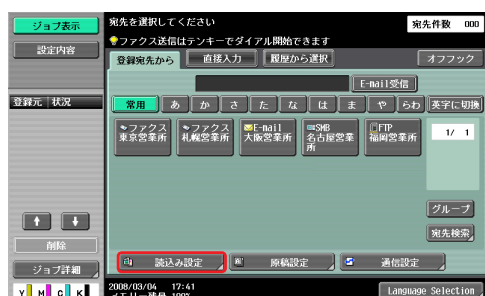 ジョブ表示
宛先を選択してください
宛先件数 000
設定内容
ファクス送信はテンキーでダイアル開始できます
登録宛先から
直接入力
履歴から選択
オフフック
E-mail受信
登録元 状況
常用 あ か さ た な は ま や らわ 英字に切換
ファクス
東京営業所
ファクス
札幌営業所
E-mail
大阪営業所
SMB
名古屋営業
所
FTP
福岡営業所
1/ 1
グループ
削除
宛先検索
ジョブ詳細
読込み設定
原稿設定
通信設定
Y M C K
2008/03/04 17:41
メモリー残量 100%
Language Selection